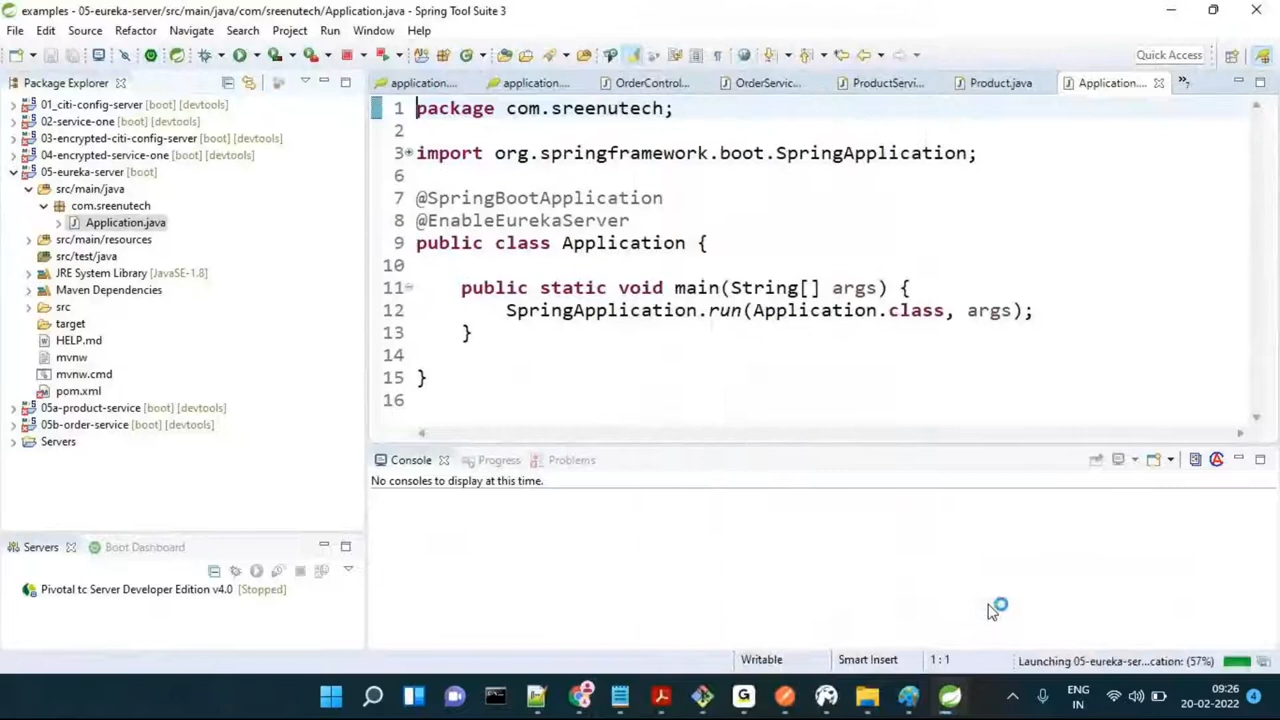 examples - 05-eureka-server/src/main/java/com/sreenutech/Application.java - Spring Tool Suite 3
File Edit Source Refactor Navigate Search Project Run Window Help
Quick Access
Package Explorer
01_citi-config-server [boot] [devtools]
02-service-one [boot] [devtools]
03-encrypted-citi-config-server [boot] [devtools]
04-encrypted-service-one [boot] [devtools]
05-eureka-server [boot]
src/main/java
com.sreenutech
Application.java
src/main/resources
src/test/java
JRE System Library [JavaSE-1.8]
Maven Dependencies
src
target
HELP.md
mvnw
mvnw.cmd
pom.xml
05a-product-service [boot] [devtools]
05b-order-service [boot] [devtools]
Servers
application.... application.... OrderControl... OrderServic... ProductServi... Product.java Application....
1 package com.sreenutech;
2
3 import org.springframework.boot.SpringApplication;
6
7 @SpringBootApplication
8 @EnableEurekaServer
9 public class Application {
10
11 public static void main(String[] args) {
12 SpringApplication.run(Application.class, args);
13 }
14
15 }
16
Console Progress Problems
No consoles to display at this time.
Servers Boot Dashboard
Pivotal tc Server Developer Edition v4.0 [Stopped]
Writable Smart Insert 1 : 1 Launching 05-eureka-ser...cation: (57%)
ENG
IN
09:26
20-02-2022